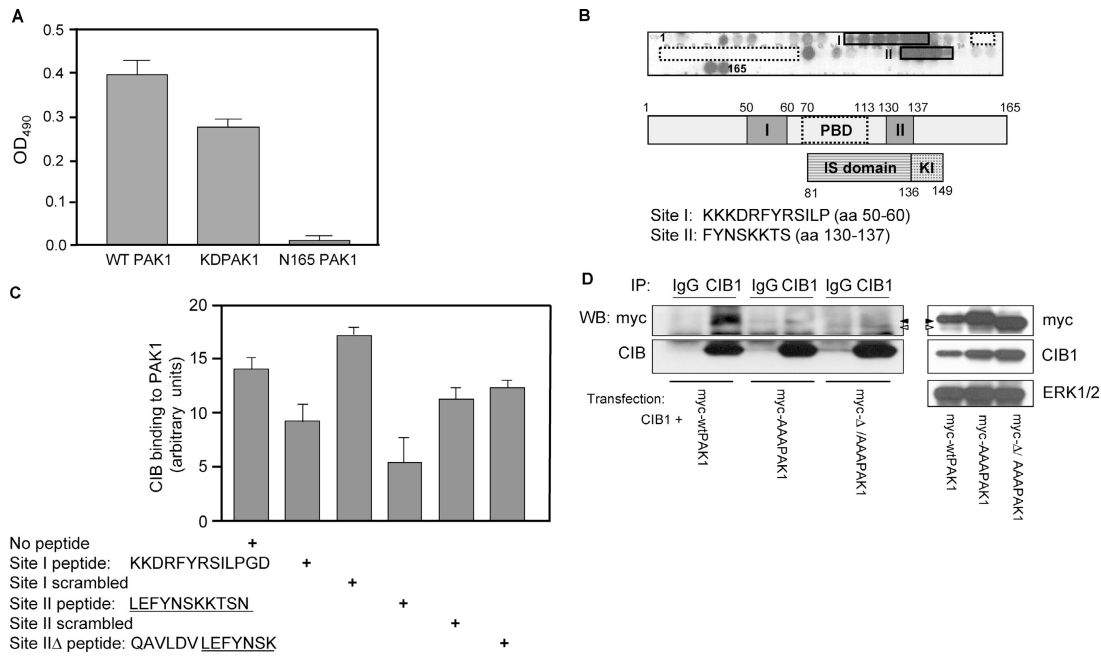 A
0.5
0.4
0.3
0.2
0.1
0.0
OD490
WT PAK1 KDPAK1 N165 PAK1
B
1
I
II
165
1 50 60 70 113 130 137 165
I PBD II
IS domain KI
81 136 149
Site I: KKKDRFYRSILP (aa 50-60)
Site II: FYNSKKTS (aa 130-137)
C
20
15
10
5
0
CIB binding to PAK1
(arbitrary units)
No peptide +
Site I peptide: KKDRFYRSILPGD +
Site I scrambled +
Site II peptide: LEFYNSKKTSN +
Site II scrambled +
Site IIΔ peptide: QAVLDVLEFYNSK +
D
IP: IgG CIB1 IgG CIB1 IgG CIB1
WB: myc
CIB
Transfection:
CIB1 +
myc-wtPAK1
myc-AAAPAK1
myc-Δ /AAAPAK1
myc
CIB1
ERK1/2
myc-wtPAK1
myc-AAAPAK1
myc-Δ/ AAAPAK1